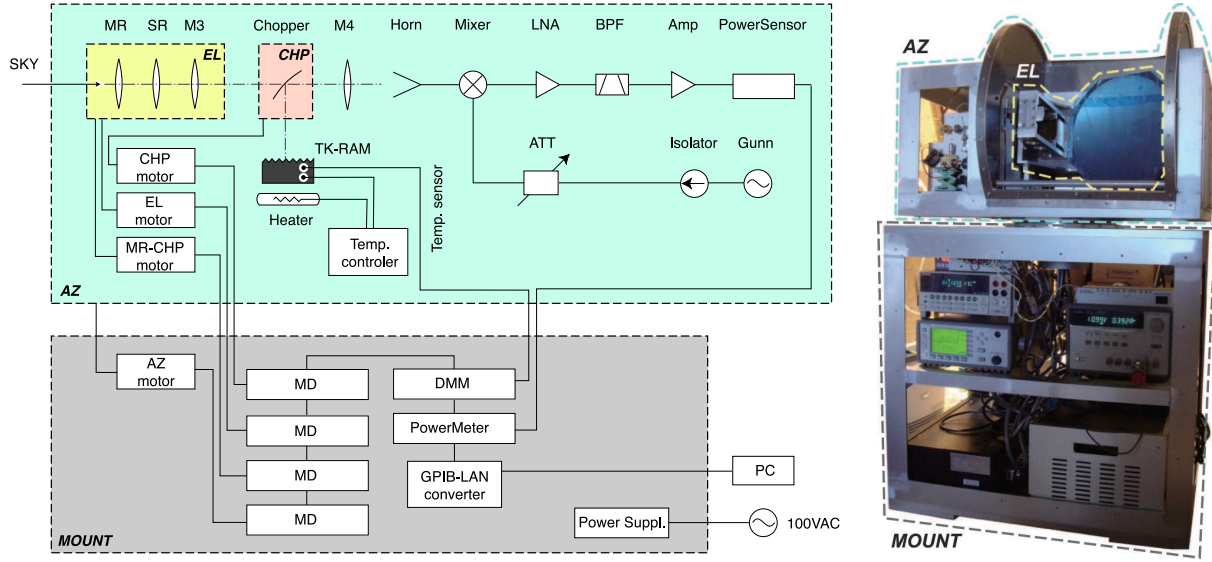 MR SR M3 Chopper M4 Horn Mixer LNA BPF Amp PowerSensor
EL
CHP
SKY
TK-RAM
ATT
Isolator
Gunn
CHP
motor
EL
motor
MR-CHP
motor
Heater
Temp.
controler
Temp. sensor
AZ
AZ
motor
MD
MD
MD
MD
DMM
PowerMeter
GPIB-LAN
converter
PC
Power Suppl.
100VAC
MOUNT
AZ
EL
MOUNT